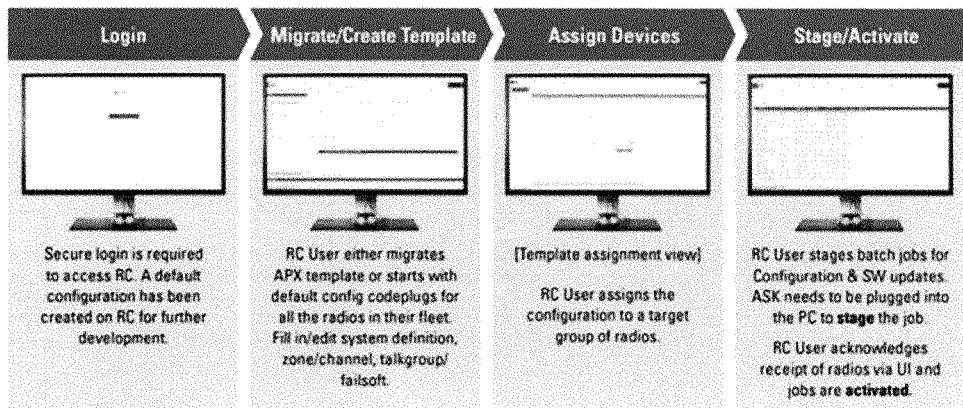 Login
Migrate/Create Template
Assign Devices
Stage/Activate
Secure login is required
to access RC. A default
configuration has been
created on RC for further
development.
RC User either migrates
APX template or starts with
default config codeplugs for
all the radios in their fleet.
Fill in/edit system definition,
zone/channel, talkgroup/
failsoft.
[Template assignment view]
RC User assigns the
configuration to a target
group of radios.
RC User stages batch jobs for
Configuration & SW updates.
ASK needs to be plugged into
the PC to stage the job.
RC User acknowledges
receipt of radios via UI and
jobs are activated.